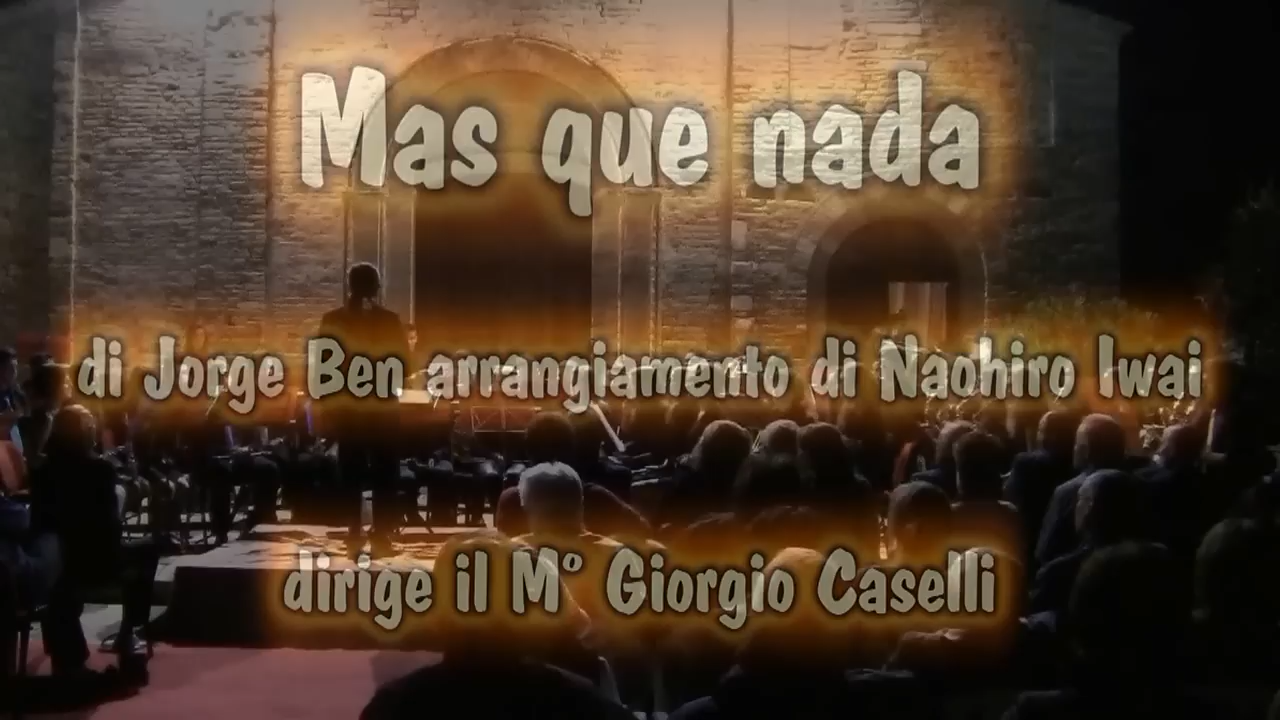 Mas que nada
di Jorge Ben arrangiamento di Naohiro Iwai
dirige il M° Giorgio Caselli